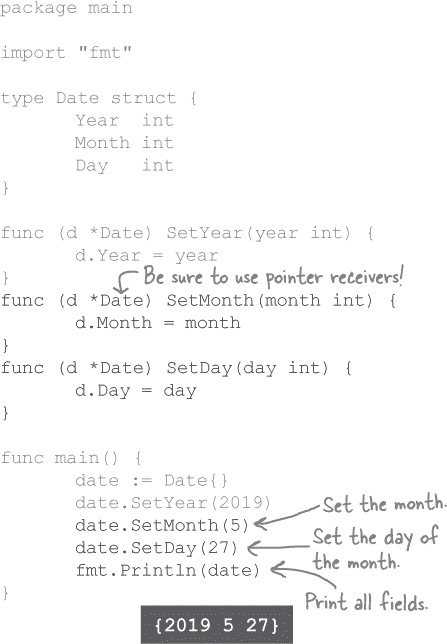 package main
import "fmt"
type Date struct {
Year int
Month int
Day int
}
func (d *Date) SetYear(year int) {
d.Year = year
}
Be sure to use pointer receivers!
func (d *Date) SetMonth(month int) {
d.Month = month
}
func (d *Date) SetDay(day int) {
d.Day = day
}
func main() {
date := Date{}
date.SetYear(2019)
date.SetMonth(5)
Set the month.
date.SetDay(27)
Set the day of
the month.
fmt.Println(date)
Print all fields.
}
{2019 5 27}